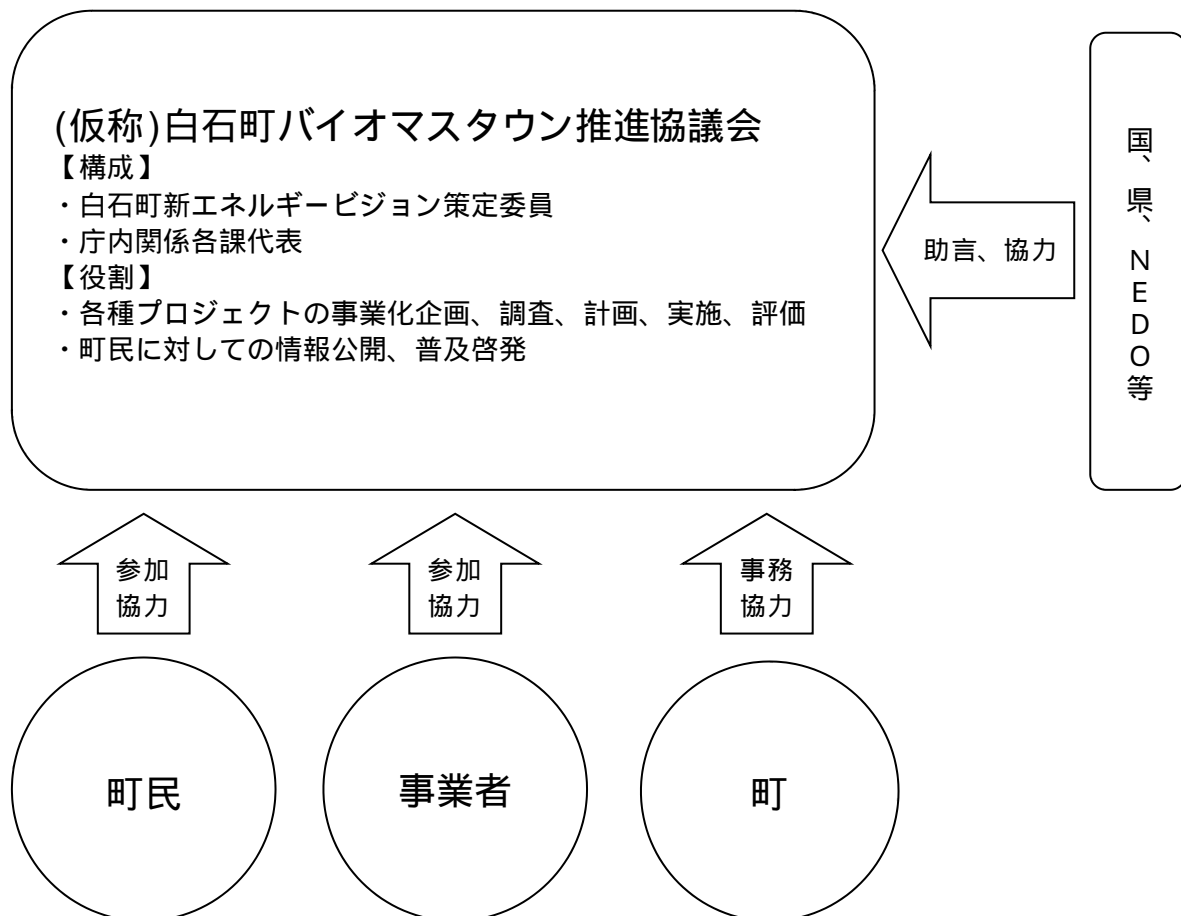 (仮称)白石町バイオマスタウン推進協議会
【構成】
・白石町新エネルギービジョン策定委員
・庁内関係各課代表
【役割】
・各種プロジェクトの事業化企画、調査、計画、実施、評価
・町民に対しての情報公開、普及啓発
助言、協力
国、県、NEDO等
参加
協力
参加
協力
事務
協力
町民
事業者
町